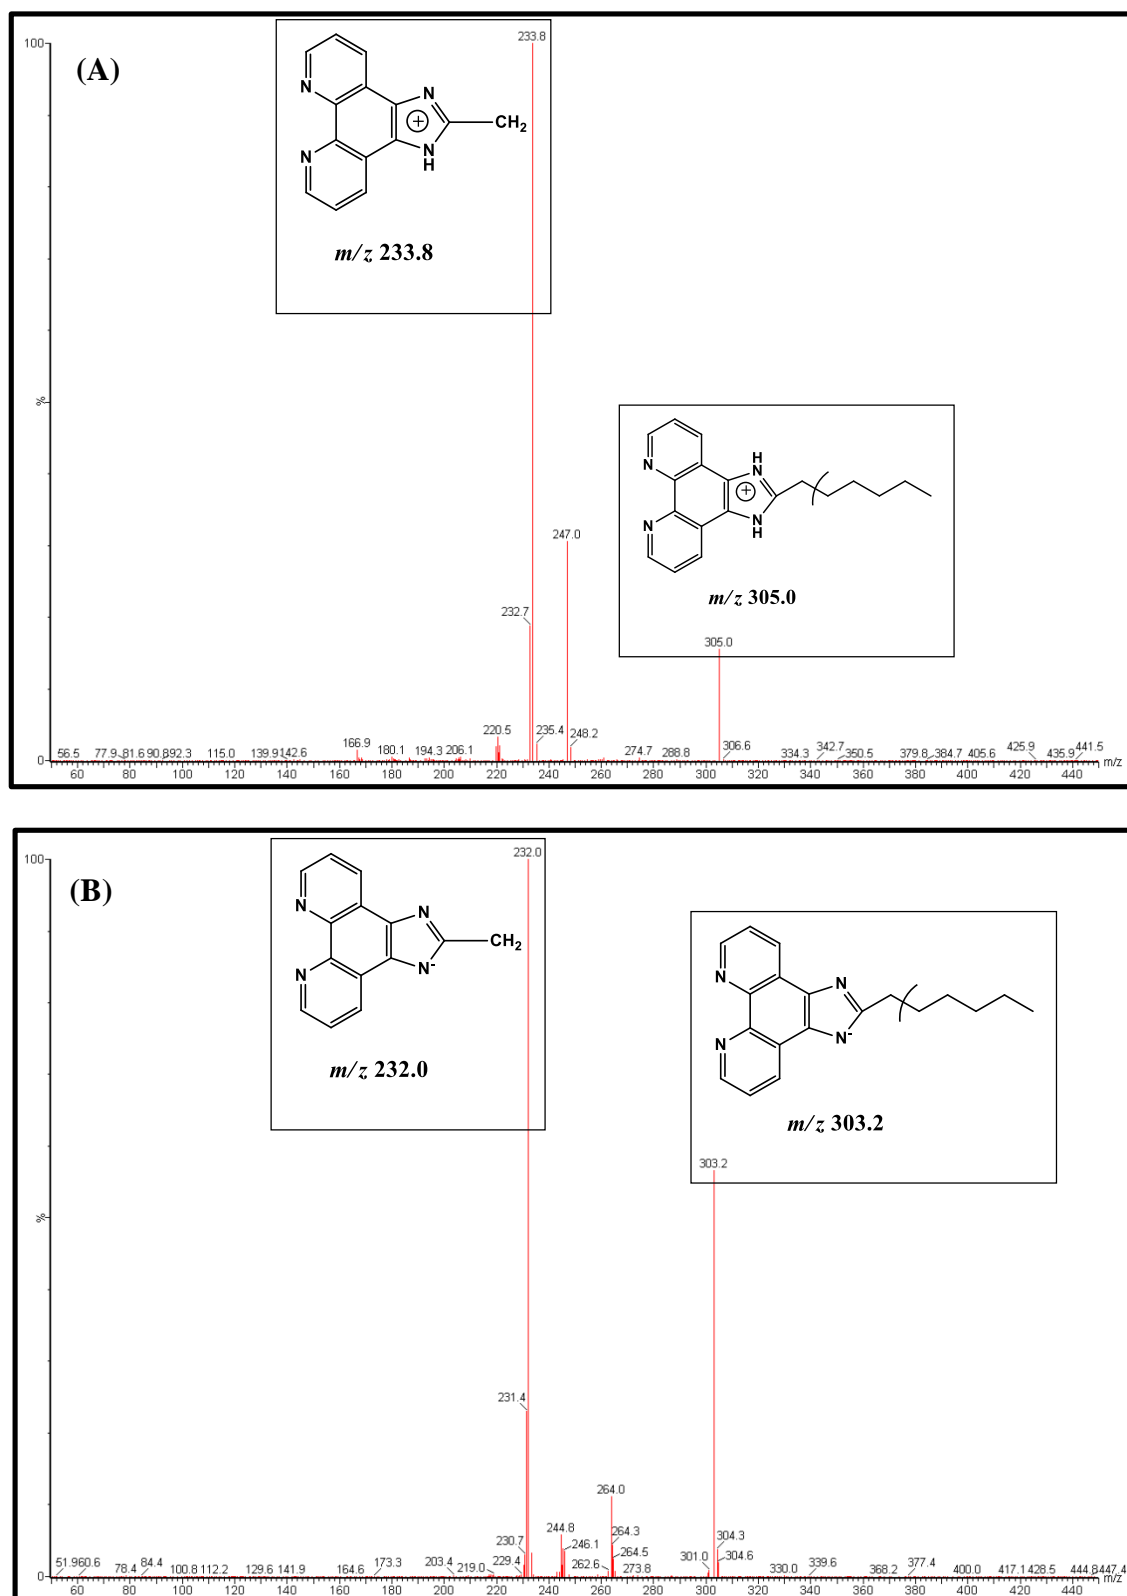 (A)
100
%
0
233.8
N
N
N
N
H
CH2
+
m/z 233.8
H
N
N
N
N
H
+
m/z 305.0
305.0
247.0
232.7
220.5
235.4
248.2
166.9
56.5 77.9 81.6 90.8 92.3 115.0 139.9 142.6 180.1 194.3 206.1 274.7 288.8 306.6 334.3 342.7 350.5 379.8 384.7 405.6 425.9 435.9 441.5
m/z
60 80 100 120 140 160 180 200 220 240 260 280 300 320 340 360 380 400 420 440
(B)
100
%
0
232.0
N
N
N
N-
CH2
m/z 232.0
N
N
N
N-
m/z 303.2
303.2
231.4
264.0
244.8
264.3
230.7
246.1
264.5
304.3
304.6
51.9 60.6 78.4 84.4 100.8 112.2 129.6 141.9 164.6 173.3 203.4 219.0 229.4 262.6 273.8 301.0 330.0 339.6 368.2 377.4 400.0 417.1 428.5 444.8 447.4
m/z
60 80 100 120 140 160 180 200 220 240 260 280 300 320 340 360 380 400 420 440